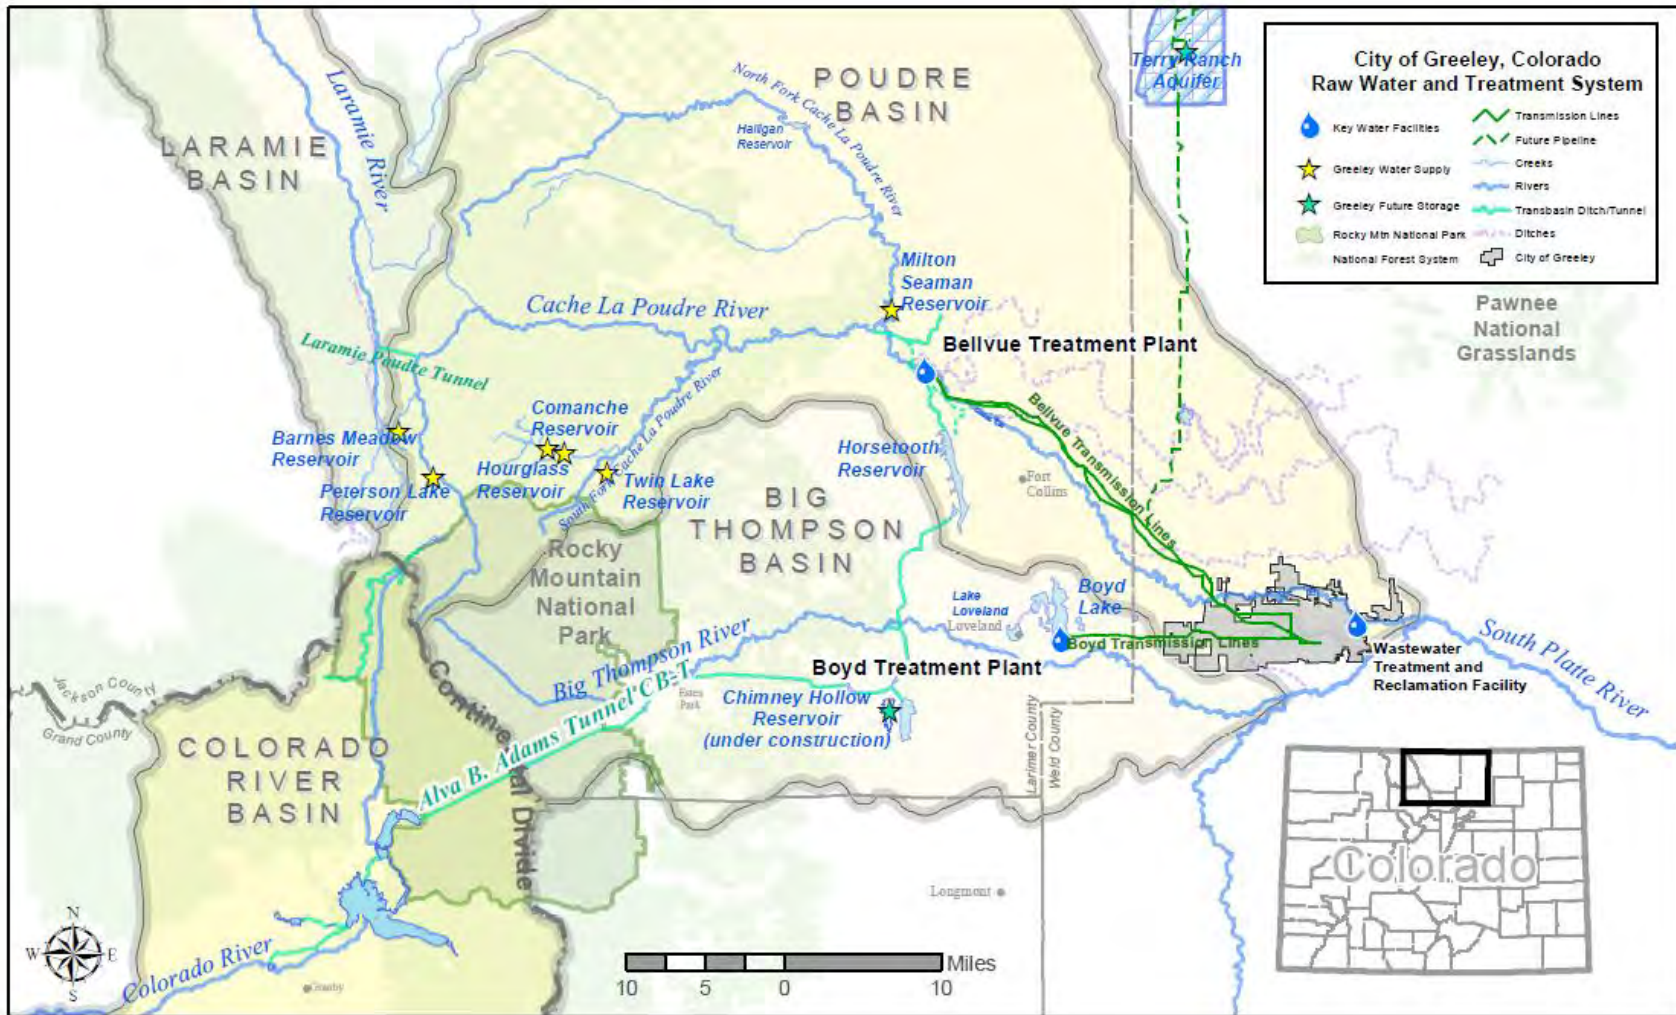 City of Greeley, Colorado
Raw Water and Treatment System
Key Water Facilities
Greeley Water Supply
Greeley Future Storage
Rocky Mtn National Park
National Forest System
Transmission Lines
Future Pipeline
Creeks
Rivers
Transbasin Ditch/Tunnel
Ditches
City of Greeley
Terry Ranch
Aquifer
POUDRE
BASIN
North Fork Cache La Poudre River
Halligan
Reservoir
Laramie River
LARAMIE
BASIN
Milton
Seaman
Reservoir
Cache La Poudre River
Pawnee
National
Grasslands
Bellvue Treatment Plant
Laramie Poudre Tunnel
Bellvue Transmission Lines
Comanche
Reservoir
Barnes Meadow
Reservoir
Hourglass
Reservoir
Peterson Lake
Reservoir
South Fork Cache La Poudre River
Twin Lake
Reservoir
Horsetooth
Reservoir
Fort
Collins
BIG
THOMPSON
BASIN
Rocky
Mountain
National
Park
Lake
Loveland
Loveland
Boyd
Lake
Big Thompson River
Boyd Transmission Lines
Boyd Treatment Plant
Wastewater
Treatment and
Reclamation Facility
South Platte River
Jackson County
Grand County
Continental Divide
Estes
Park
Chimney Hollow
Reservoir
(under construction)
Larimer County
Weld County
COLORADO
RIVER
BASIN
Alva B. Adams Tunnel CB-T
Colorado
Longmont
N
W
E
S
Colorado River
Granby
Miles
10
5
0
10